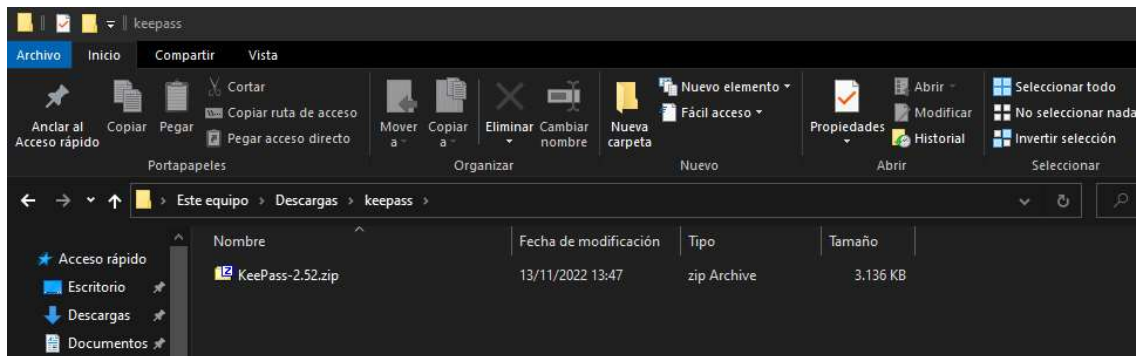 keepass
Archivo Inicio Compartir Vista
Anclar al Acceso rápido
Copiar
Pegar
Cortar
Copiar ruta de acceso
Pegar acceso directo
Portapapeles
Mover a
Copiar a
Eliminar
Cambiar nombre
Organizar
Nueva carpeta
Nuevo elemento
Fácil acceso
Nuevo
Propiedades
Abrir
Modificar
Historial
Abrir
Seleccionar todo
No seleccionar nada
Invertir selección
Seleccionar
Este equipo > Descargas > keepass >
Nombre Fecha de modificación Tipo Tamaño
KeePass-2.52.zip 13/11/2022 13:47 zip Archive 3.136 KB
Acceso rápido
Escritorio
Descargas
Documentos